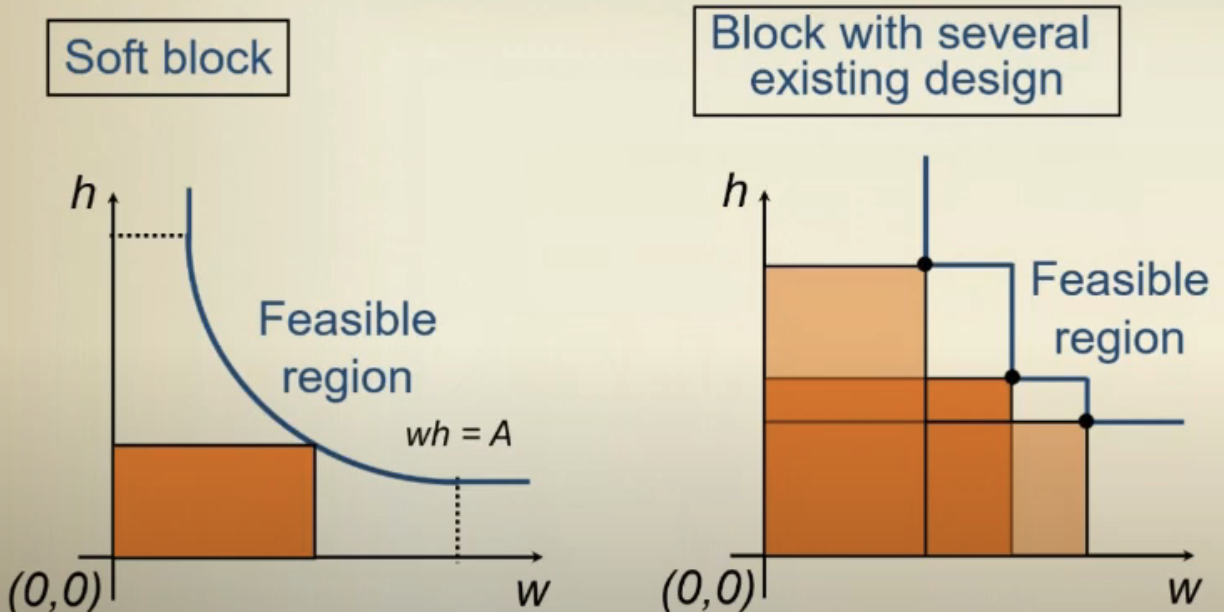 Soft block
h
Feasible
region
wh = A
(0,0)
w
Block with several
existing design
h
Feasible
region
(0,0)
w